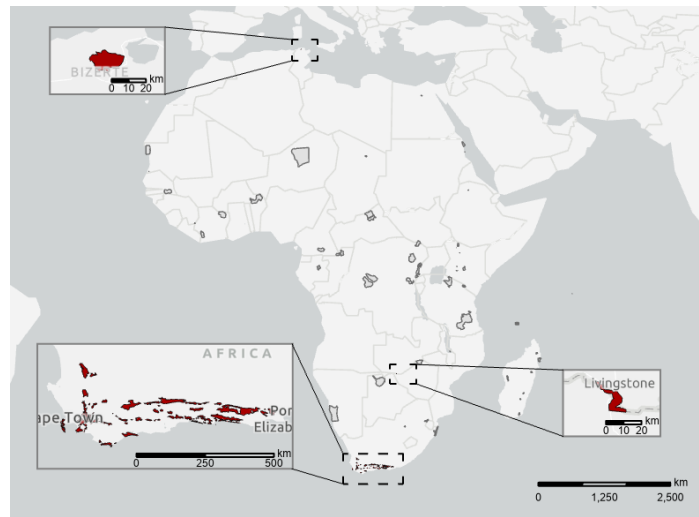 km
BIZERTE
0 10 20
AFRICA
ape Town
Por
Elizab
km
0 250 500
Livingstone
km
0 10 20
km
0 1,250 2,500